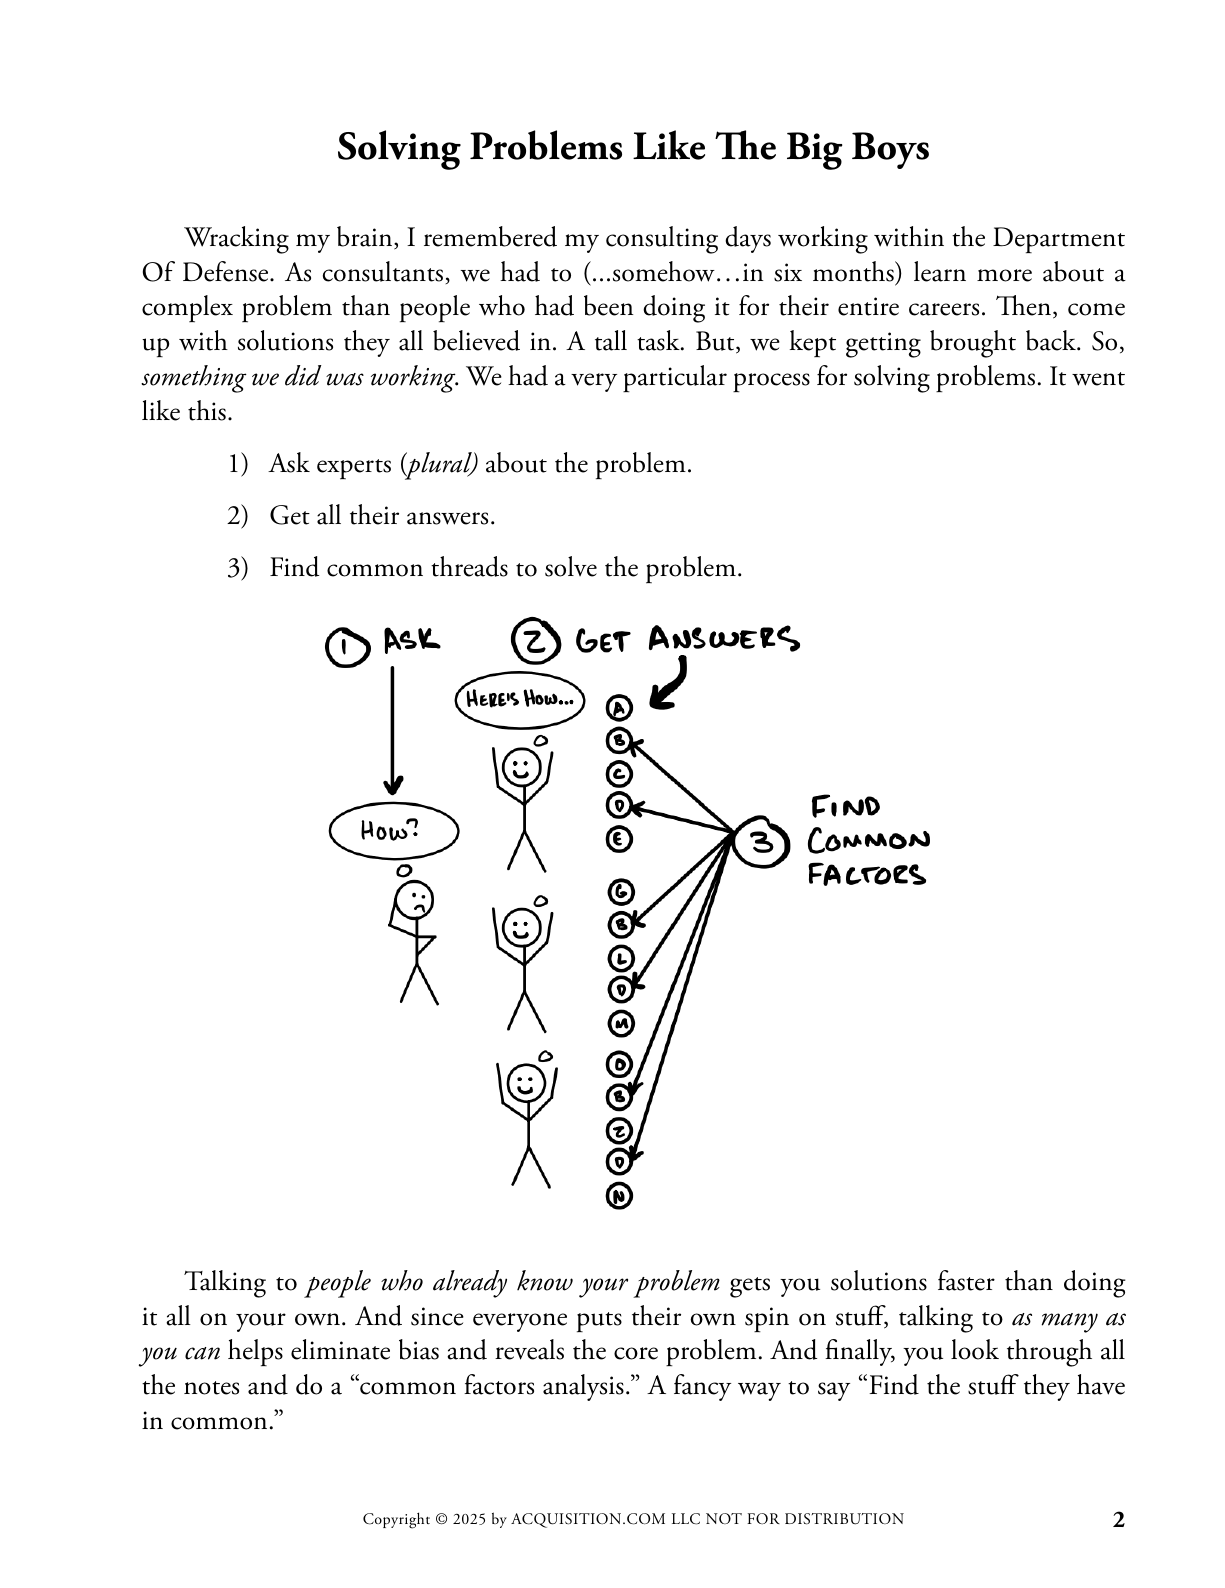 Solving Problems Like The Big Boys
Wracking my brain, I remembered my consulting days working within the Department
Of Defense. As consultants, we had to (...somehow…in six months) learn more about a
complex problem than people who had been doing it for their entire careers. Then, come
up with solutions they all believed in. A tall task. But, we kept getting brought back. So,
something we did was working. We had a very particular process for solving problems. It went
like this.
1) Ask experts (plural) about the problem.
2) Get all their answers.
3) Find common threads to solve the problem.
1 ASK
2 GET ANSWERS
HERE'S HOW...
HOW?
A
B
C
D
E
G
B
L
D
M
D
B
Z
D
N
3 FIND
COMMON
FACTORS
Talking to people who already know your problem gets you solutions faster than doing
it all on your own. And since everyone puts their own spin on stuff, talking to as many as
you can helps eliminate bias and reveals the core problem. And finally, you look through all
the notes and do a “common factors analysis.” A fancy way to say “Find the stuff they have
in common.”
Copyright © 2025 by ACQUISITION.COM LLC NOT FOR DISTRIBUTION
2